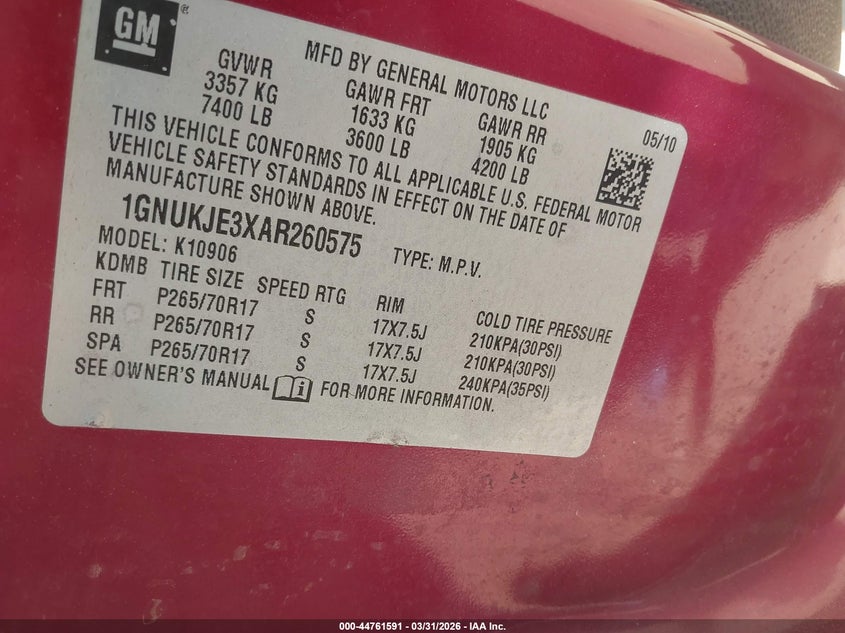 GM®
MFD BY GENERAL MOTORS LLC
GVWR GAWR FRT GAWR RR 05/10
3357 KG 1633 KG 1905 KG
7400 LB 3600 LB 4200 LB
THIS VEHICLE CONFORMS TO ALL APPLICABLE U.S. FEDERAL MOTOR
VEHICLE SAFETY STANDARDS IN EFFECT ON THE DATE OF
MANUFACTURE SHOWN ABOVE.
1GNUKJE3XAR260575 TYPE: M.P.V.
MODEL: K10906
KDMB TIRE SIZE SPEED RTG RIM COLD TIRE PRESSURE
FRT P265/70R17 S 17X7.5J 210KPA(30PSI)
RR P265/70R17 S 17X7.5J 210KPA(30PSI)
SPA P265/70R17 S 17X7.5J 240KPA(35PSI)
SEE OWNER'S MANUAL i FOR MORE INFORMATION.
000-44761591 - 03/31/2026 - IAA Inc.